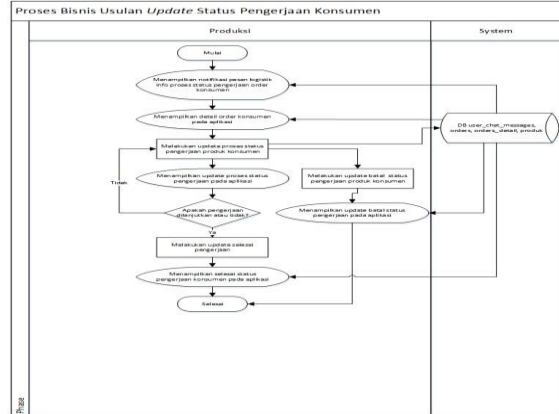 Proses Bisnis Usulan Update Status Pengerjaan Konsumen
Produksi
System
Mulai
Menampilkan notifikasi pesan logistik
info proses status pengerjaan order
konsumen
Menampilkan detail order konsumen
pada aplikasi
DB user_chat_messages,
orders, orders_detail, produk
Melakukan update proses status
pengerjaan produk konsumen
Menampilkan update proses status
pengerjaan pada aplikasi
Melakukan update batal status
pengerjaan produk konsumen
Tidak
Apakah pengerjaan
dilanjutkan atau tidak?
Menampilkan update batal status
pengerjaan pada aplikasi
Ya
Melakukan update selesai
pengerjaan
Menampilkan selesai status
pengerjaan konsumen pada aplikasi
Selesai
Phase